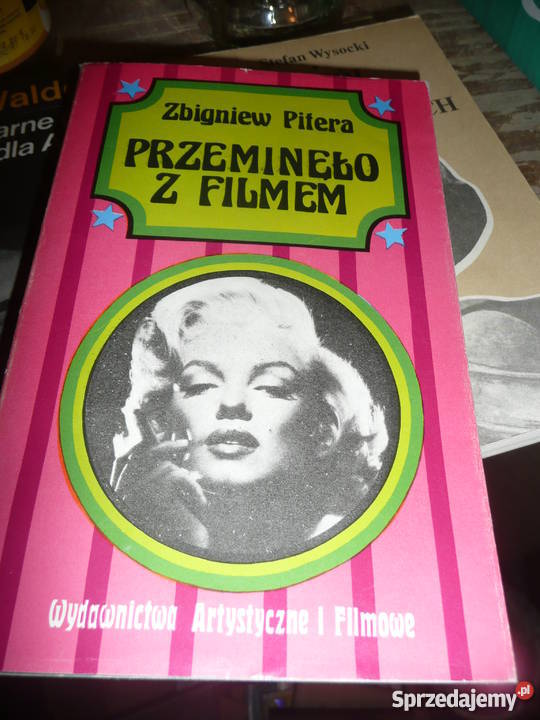 Stefan Wysocki
Zbigniew Pitera
PRZEMINĘŁO
Z FILMEM
Wydawnictwa Artystyczne i Filmowe
Sprzedajemy.pl